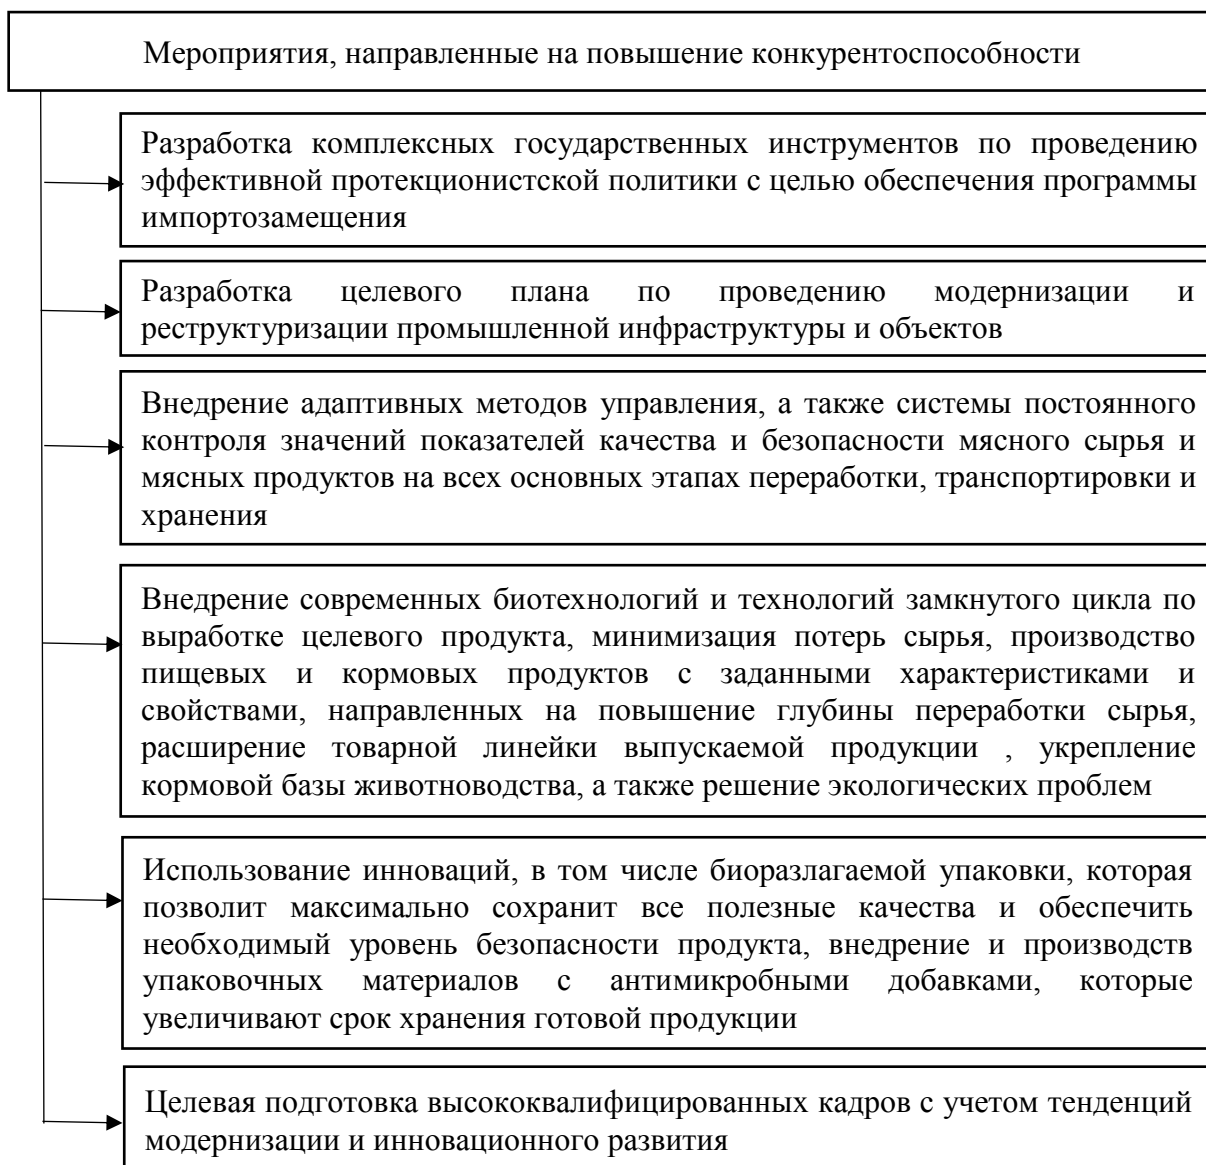 Мероприятия, направленные на повышение конкурентоспособности
Разработка комплексных государственных инструментов по проведению
эффективной протекционистской политики с целью обеспечения программы
импортозамещения
Разработка целевого плана по проведению модернизации и
реструктуризации промышленной инфраструктуры и объектов
Внедрение адаптивных методов управления, а также системы постоянного
контроля значений показателей качества и безопасности мясного сырья и
мясных продуктов на всех основных этапах переработки, транспортировки и
хранения
Внедрение современных биотехнологий и технологий замкнутого цикла по
выработке целевого продукта, минимизация потерь сырья, производство
пищевых и кормовых продуктов с заданными характеристиками и
свойствами, направленных на повышение глубины переработки сырья,
расширение товарной линейки выпускаемой продукции , укрепление
кормовой базы животноводства, а также решение экологических проблем
Использование инноваций, в том числе биоразлагаемой упаковки, которая
позволит максимально сохранит все полезные качества и обеспечить
необходимый уровень безопасности продукта, внедрение и производств
упаковочных материалов с антимикробными добавками, которые
увеличивают срок хранения готовой продукции
Целевая подготовка высококвалифицированных кадров с учетом тенденций
модернизации и инновационного развития